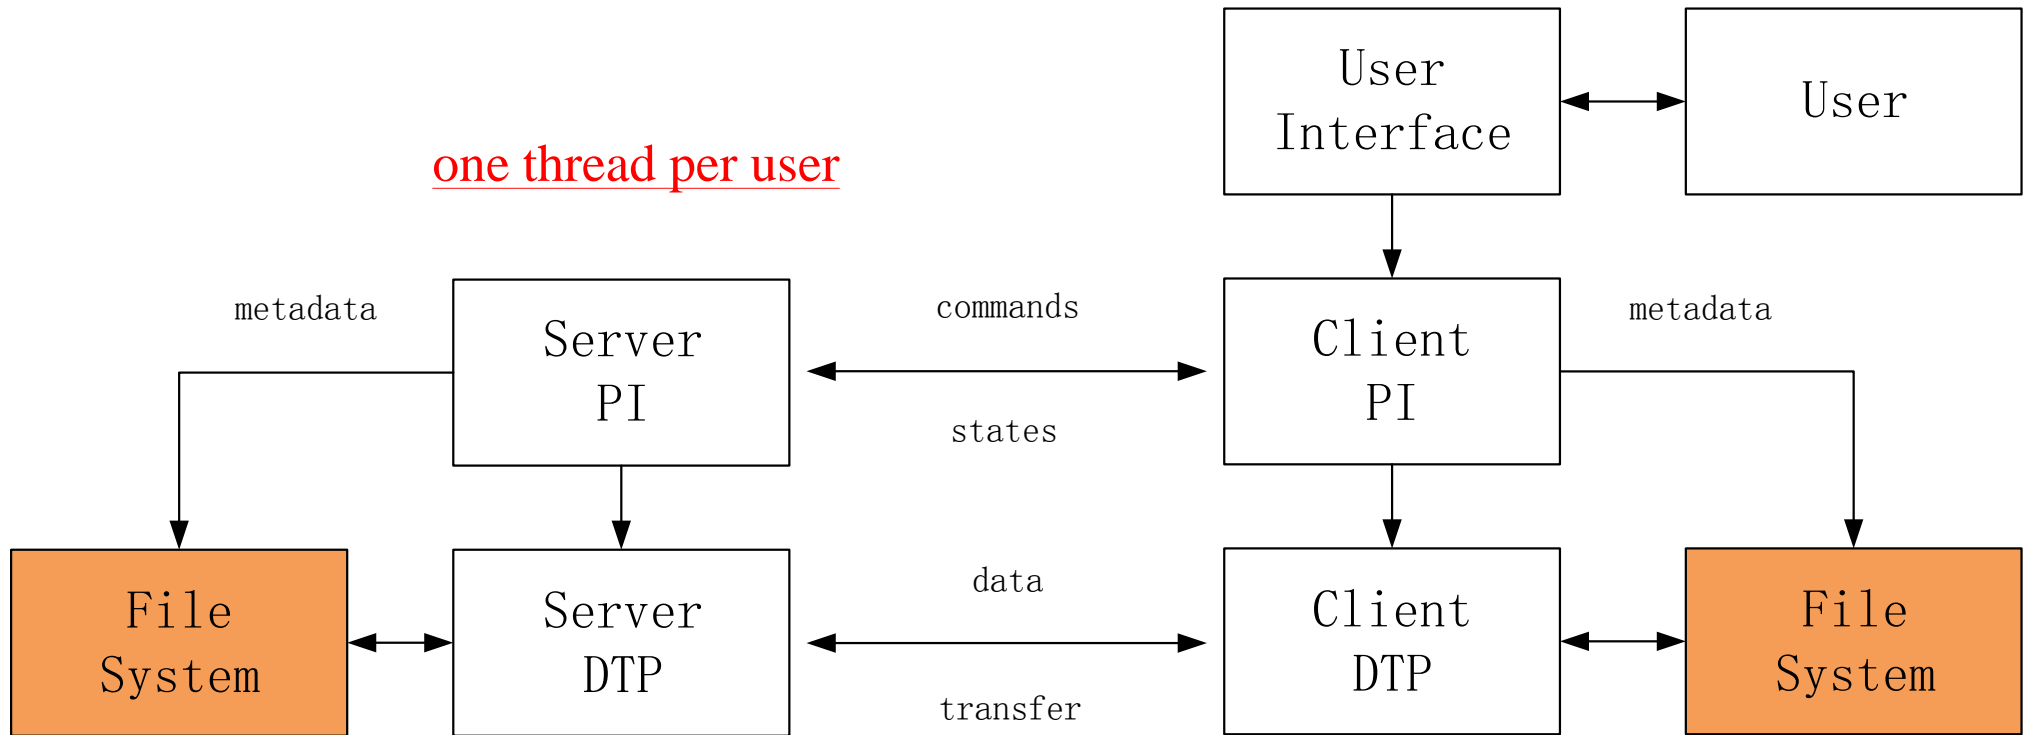 User
Interface
User
one thread per user
metadata
Server
PI
commands
states
Client
PI
metadata
File
System
Server
DTP
data
transfer
Client
DTP
File
System